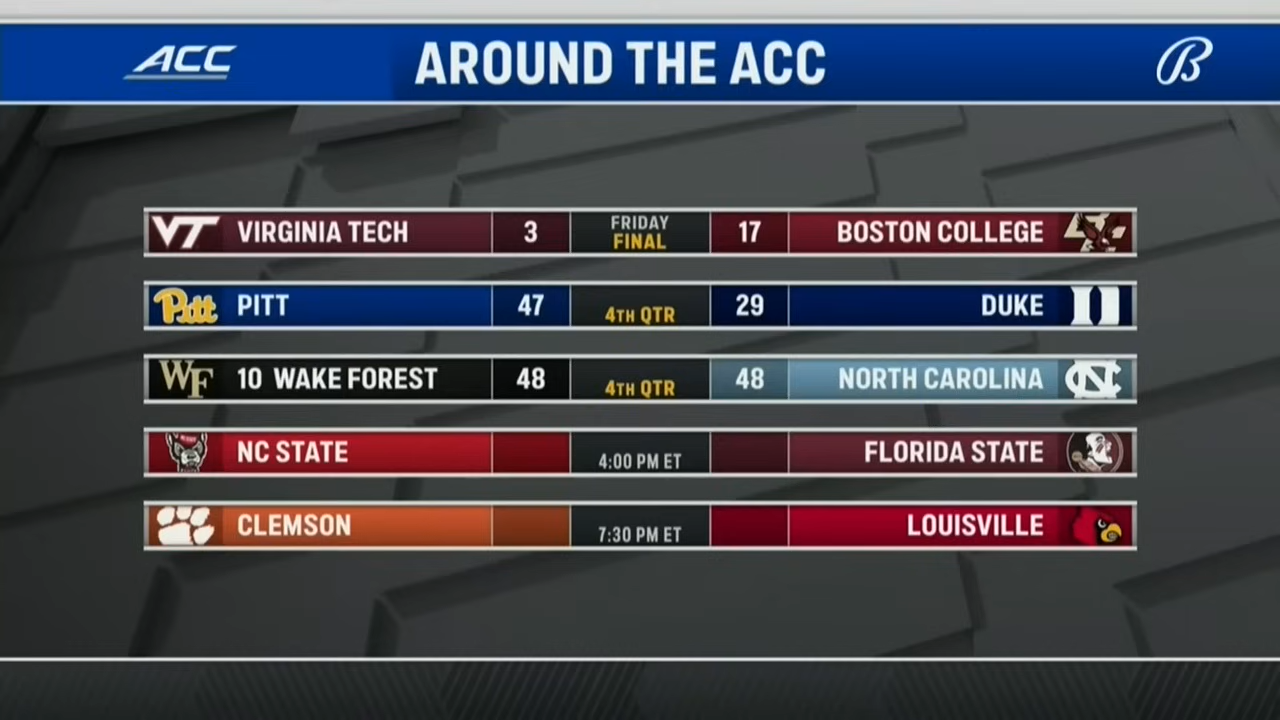 ACC AROUND THE ACC B
VT VIRGINIA TECH 3 FRIDAY FINAL 17 BOSTON COLLEGE BC
Pitt PITT 47 4TH QTR 29 DUKE D
WF 10 WAKE FOREST 48 4TH QTR 48 NORTH CAROLINA NC
NC STATE 4:00 PM ET FLORIDA STATE
CLEMSON 7:30 PM ET LOUISVILLE